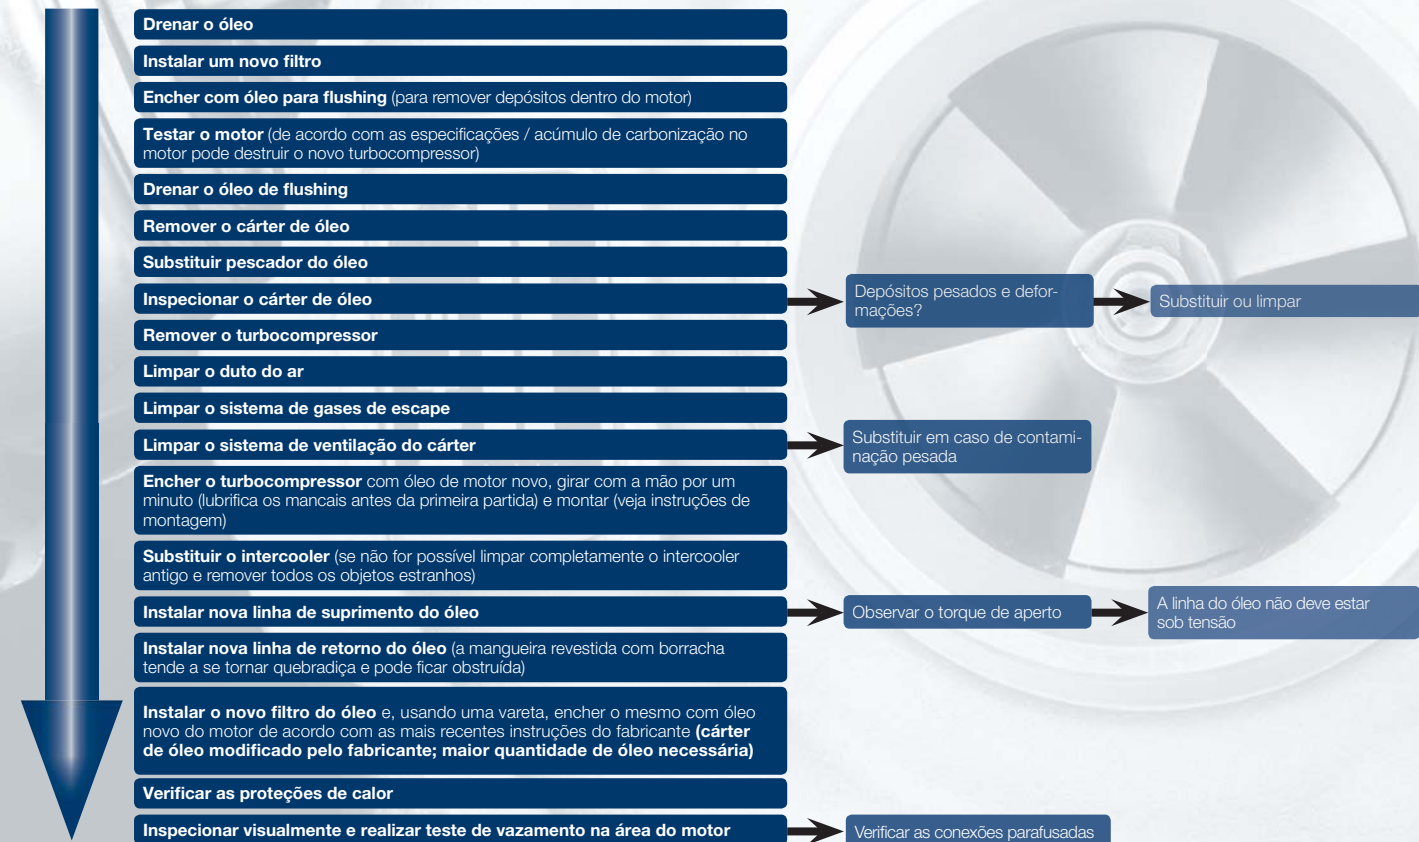 Drenar o óleo
Instalar um novo filtro
Encher com óleo para flushing (para remover depósitos dentro do motor)
Testar o motor (de acordo com as especificações / acúmulo de carbonização no
motor pode destruir o novo turbocompressor)
Drenar o óleo de flushing
Remover o cárter de óleo
Substituir pescador do óleo
Inspecionar o cárter de óleo
Depósitos pesados e defor-
mações?
Substituir ou limpar
Remover o turbocompressor
Limpar o duto do ar
Limpar o sistema de gases de escape
Limpar o sistema de ventilação do cárter
Substituir em caso de contami-
nação pesada
Encher o turbocompressor com óleo de motor novo, girar com a mão por um
minuto (lubrifica os mancais antes da primeira partida) e montar (veja instruções de
montagem)
Substituir o intercooler (se não for possível limpar completamente o intercooler
antigo e remover todos os objetos estranhos)
Instalar nova linha de suprimento do óleo
Observar o torque de aperto
A linha do óleo não deve estar
sob tensão
Instalar nova linha de retorno do óleo (a mangueira revestida com borracha
tende a se tornar quebradiça e pode ficar obstruída)
Instalar o novo filtro do óleo e, usando uma vareta, encher o mesmo com óleo
novo do motor de acordo com as mais recentes instruções do fabricante (cárter
de óleo modificado pelo fabricante; maior quantidade de óleo necessária)
Verificar as proteções de calor
Inspecionar visualmente e realizar teste de vazamento na área do motor
Verificar as conexões parafusadas